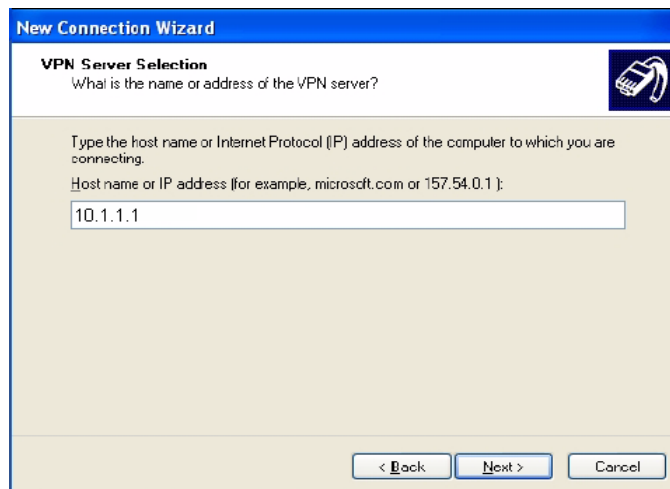 New Connection Wizard
VPN Server Selection
What is the name or address of the VPN server?
Type the host name or Internet Protocol (IP) address of the computer to which you are
connecting.
Host name or IP address (for example, microsoft.com or 157.54.0.1 ):
10.1.1.1
< Back Next > Cancel